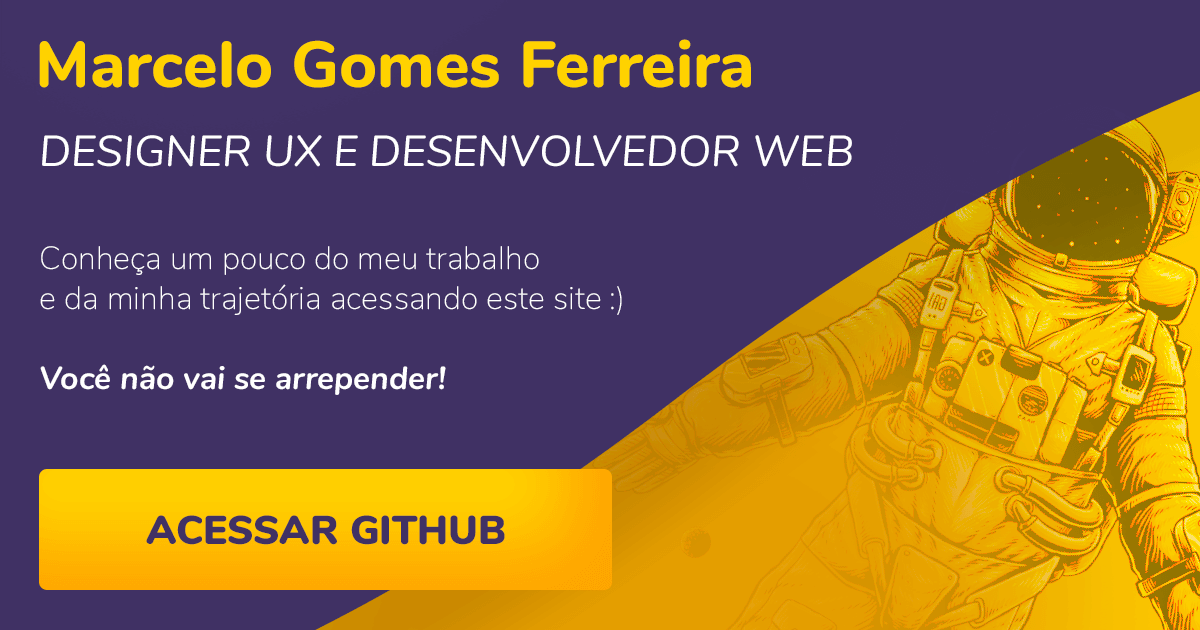 Marcelo Gomes Ferreira
DESIGNER UX E DESENVOLVEDOR WEB
Conheça um pouco do meu trabalho
e da minha trajetória acessando este site :)
Você não vai se arrepender!
ACESSAR GITHUB